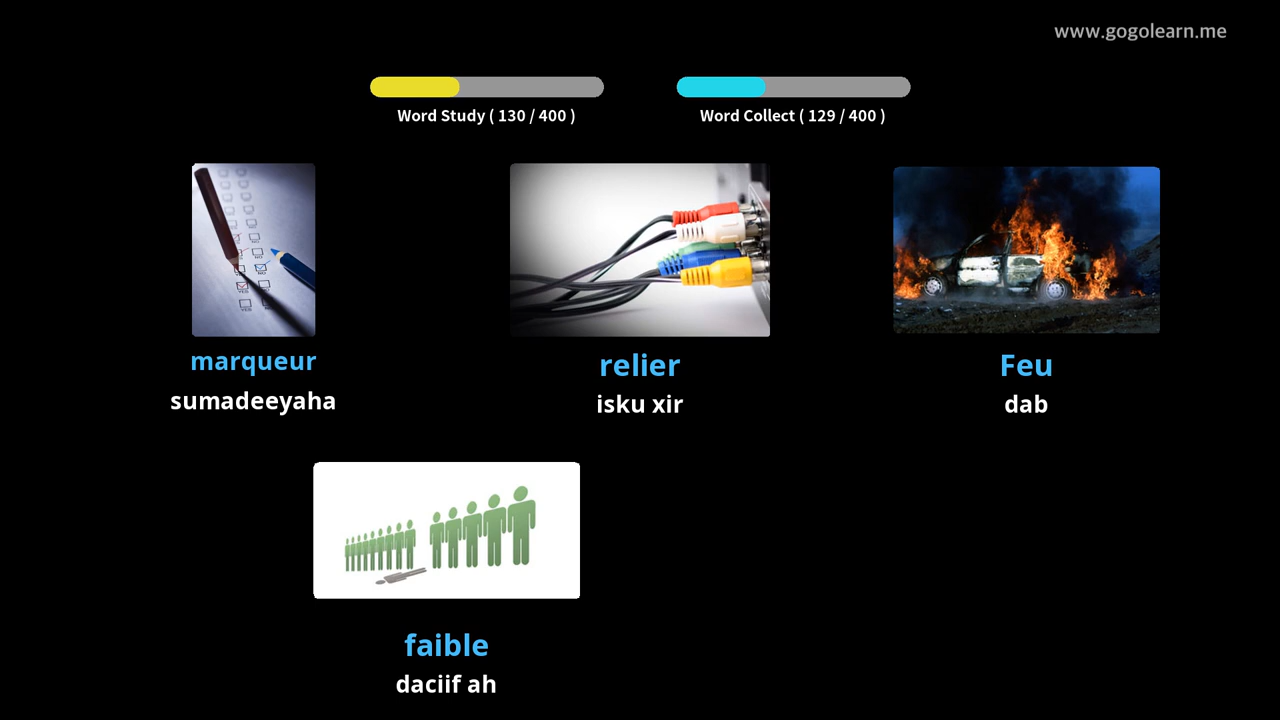 www.gogolearn.me
Word Study ( 130 / 400 )
Word Collect ( 129 / 400 )
marqueur
sumadeeyaha
relier
isku xir
Feu
dab
faible
daciif ah